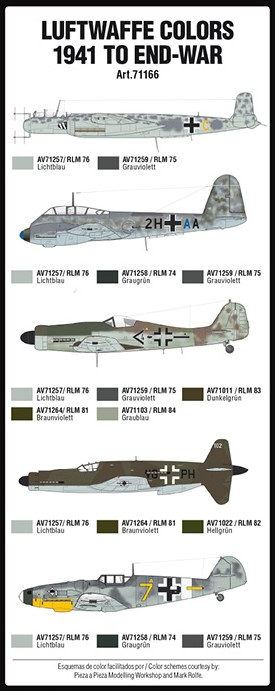 LUFTWAFFE COLORS
1941 TO END-WAR
Art.71166
AV71257/ RLM 76
Lichtblau
AV71259 / RLM 75
Grauviolett
2H AA
AV71257/ RLM 76
Lichtblau
AV71258 / RLM 74
Graugrün
AV71259 / RLM 75
Grauviolett
AV71257/ RLM 76
Lichtblau
AV71259 / RLM 75
Grauviolett
AV71011 / RLM 83
Dunkelgrün
AV71264/ RLM 81
Braunviolett
AV71103 / RLM 84
Graublau
102
PH
AV71257/ RLM 76
Lichtblau
AV71264 / RLM 81
Braunviolett
AV71022 / RLM 82
Hellgrün
7
AV71257/ RLM 76
Lichtblau
AV71258 / RLM 74
Graugrün
AV71259 / RLM 75
Grauviolett
Esquemas de color facilitados por / Color schemes courtesy by:
Pieza a Pieza Modelling Workshop and Mark Rolfe.